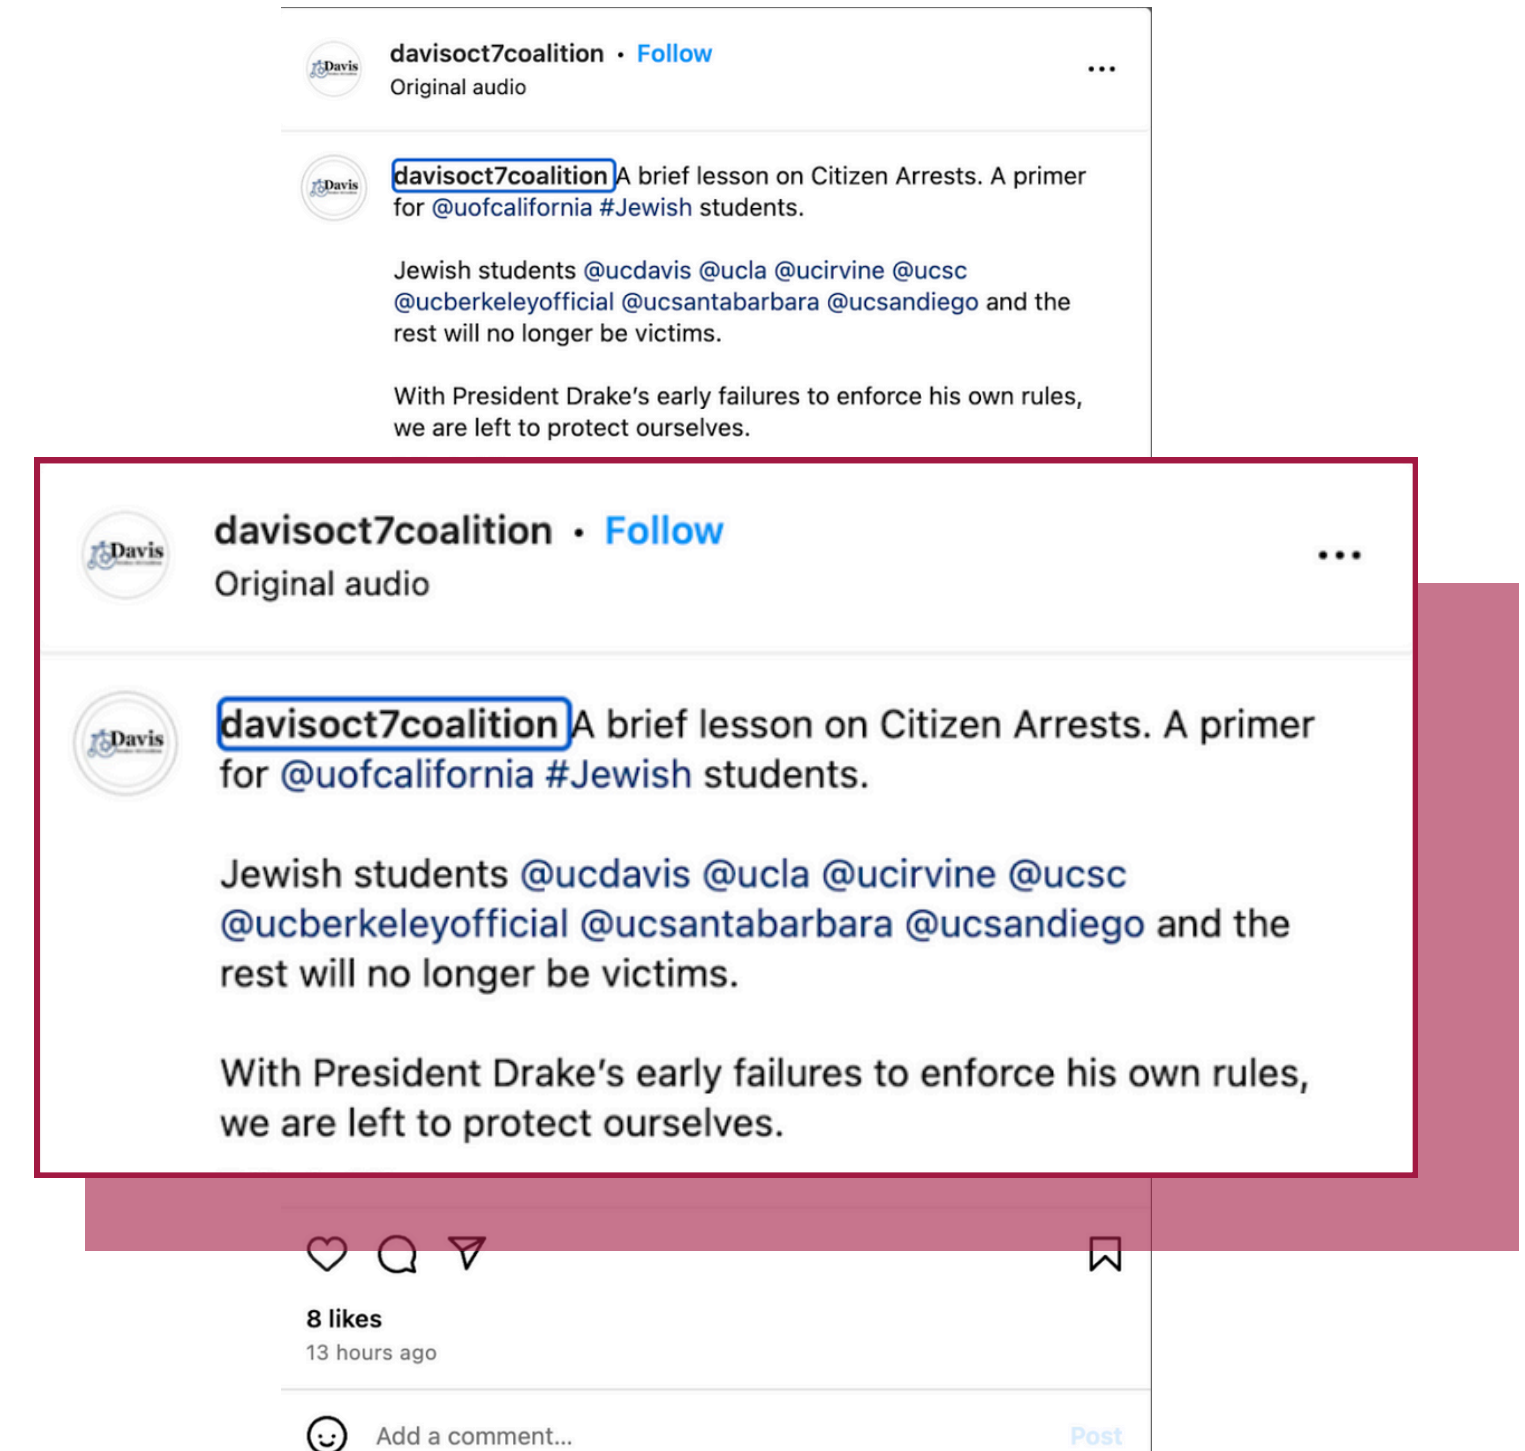 Davis
davisoct7coalition • Follow
Original audio
Davis
davisoct7coalition A brief lesson on Citizen Arrests. A primer
for @uofcalifornia #Jewish students.
Jewish students @ucdavis @ucla @ucirvine @ucsc
@ucberkeleyofficial @ucsantabarbara @ucsandiego and the
rest will no longer be victims.
With President Drake's early failures to enforce his own rules,
we are left to protect ourselves.
Davis
davisoct7coalition • Follow
Original audio
Davis
davisoct7coalition A brief lesson on Citizen Arrests. A primer
for @uofcalifornia #Jewish students.
Jewish students @ucdavis @ucla @ucirvine @ucsc
@ucberkeleyofficial @ucsantabarbara @ucsandiego and the
rest will no longer be victims.
With President Drake's early failures to enforce his own rules,
we are left to protect ourselves.
8 likes
13 hours ago
Add a comment... Post